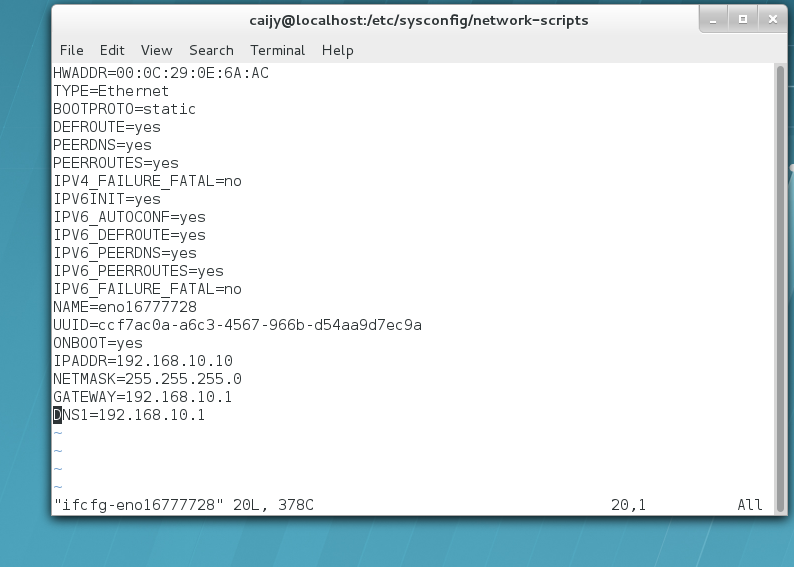 caijy@localhost:/etc/sysconfig/network-scripts
File Edit View Search Terminal Help
HWADDR=00:0C:29:0E:6A:AC
TYPE=Ethernet
BOOTPROTO=static
DEFROUTE=yes
PEERDNS=yes
PEERROUTES=yes
IPV4_FAILURE_FATAL=no
IPV6INIT=yes
IPV6_AUTOCONF=yes
IPV6_DEFROUTE=yes
IPV6_PEERDNS=yes
IPV6_PEERROUTES=yes
IPV6_FAILURE_FATAL=no
NAME=eno16777728
UUID=ccf7ac0a-a6c3-4567-966b-d54aa9d7ec9a
ONBOOT=yes
IPADDR=192.168.10.10
NETMASK=255.255.255.0
GATEWAY=192.168.10.1
DNS1=192.168.10.1
~
~
~
~
"ifcfg-eno16777728" 20L, 378C 20,1 All